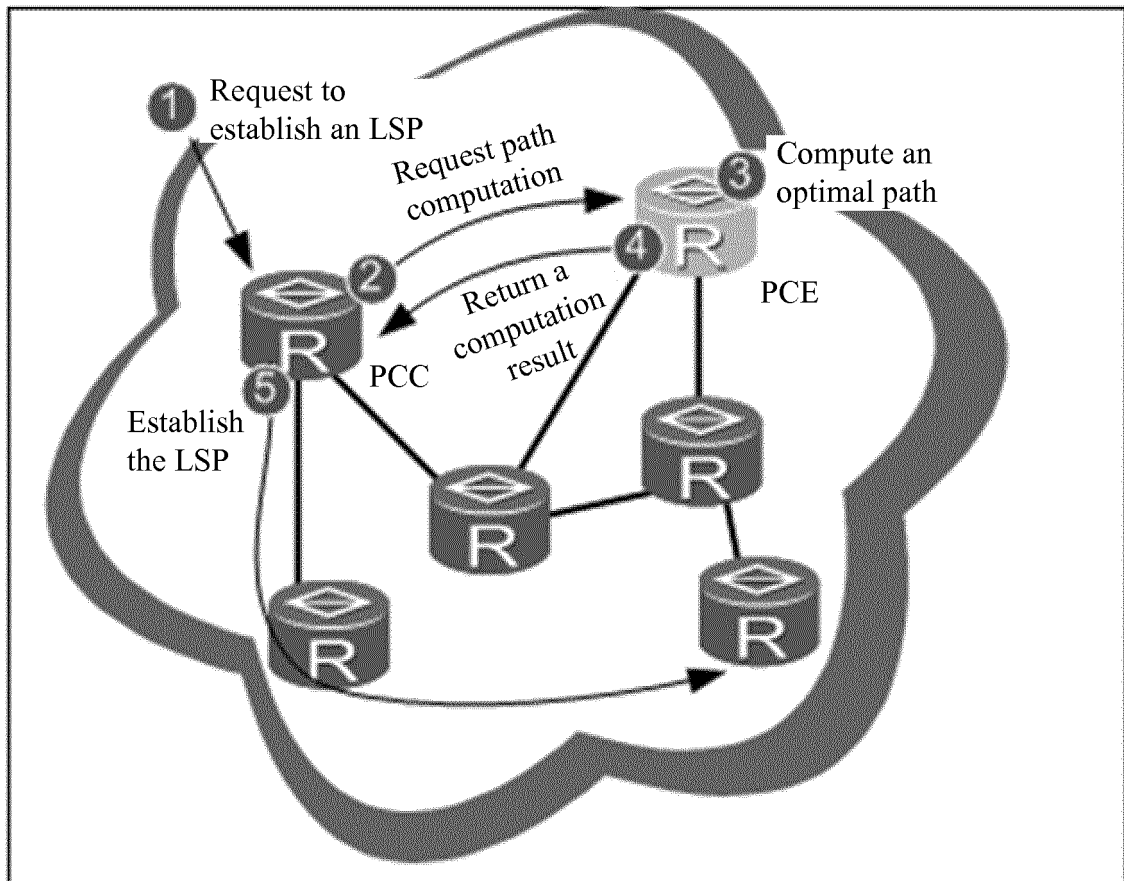 1 Request to
establish an LSP
Request path
computation
2
3 Compute an
optimal path
R
4
PCE
Return a
computation
result
R
PCC
5
Establish
the LSP
R
R
R
R